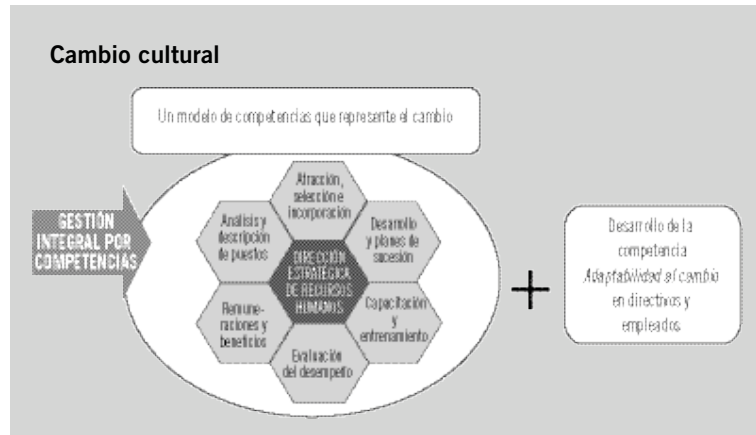 Cambio cultural
Un modelo de competencias que represente el cambio
GESTIÓN
INTEGRAL POR
COMPETENCIAS
Atracción,
selección e
incorporación
Análisis y
descripción
de puestos
Desarrollo
y planes de
sucesión
DIRECCIÓN
ESTRATÉGICA
DE RECURSOS
HUMANOS
Remune-
raciones y
beneficios
Capacitación
y
entrenamiento
Evaluación
del desempeño
+
Desarrollo de la
competencia
Adaptabilidad al cambio
en directivos y
empleados